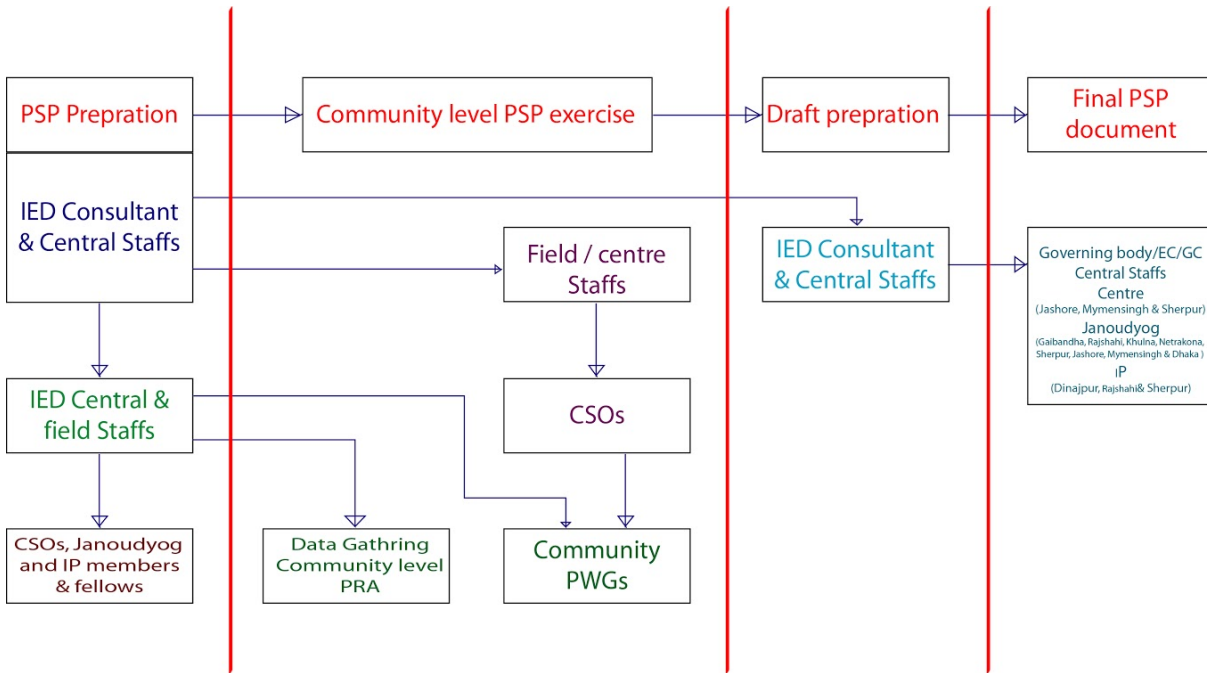 PSP Prepration
Community level PSP exercise
Draft prepration
Final PSP
document
IED Consultant
& Central Staffs
Field / centre
Staffs
IED Consultant
& Central Staffs
Governing body/EC/GC
Central Staffs
Centre
(Jashore, Mymensingh & Sherpur)
Janoudyog
(Gaibandha, Rajshahi, Khulna, Netrakona,
Sherpur, Jashore, Mymensingh & Dhaka )
IP
(Dinajpur, Rajshahi& Sherpur)
IED Central &
field Staffs
CSOs
CSOs, Janoudyog
and IP members
& fellows
Data Gathring
Community level
PRA
Community
PWGs